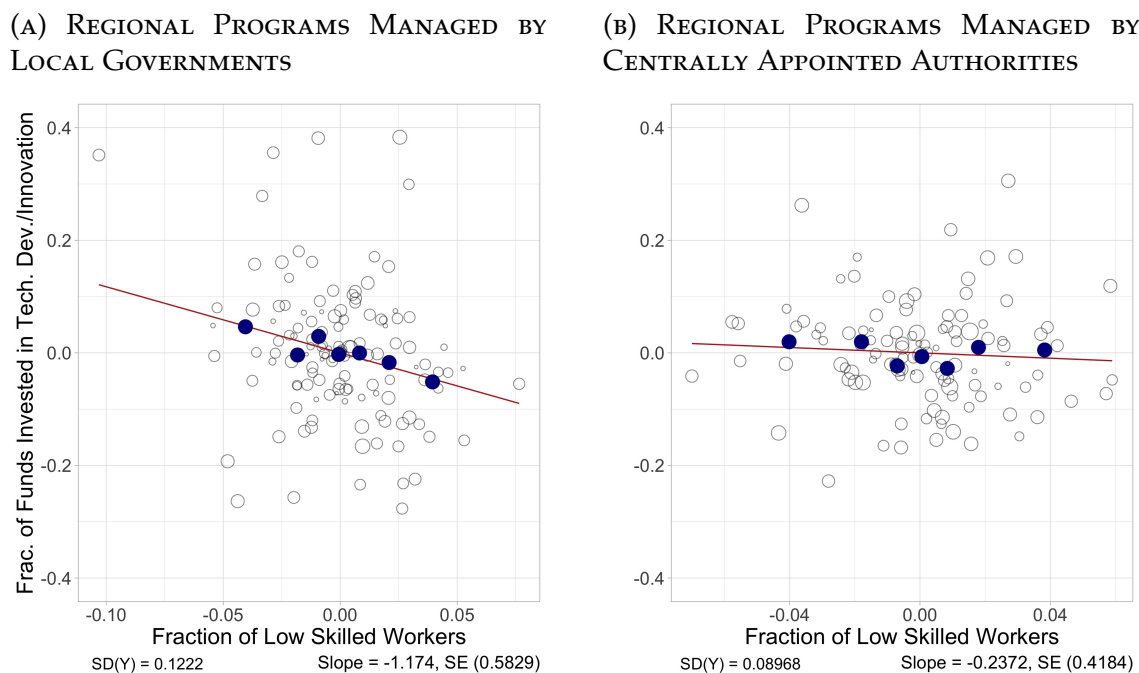 (A) Regional Programs Managed by
Local Governments
(B) Regional Programs Managed by
Centrally Appointed Authorities
Frac. of Funds Invested in Tech. Dev./Innovation
0.4
0.2
0.0
-0.2
-0.4
-0.10 -0.05 0.00 0.05
Fraction of Low Skilled Workers
SD(Y) = 0.1222 Slope = -1.174, SE (0.5829)
0.4
0.2
0.0
-0.2
-0.4
-0.04 0.00 0.04
Fraction of Low Skilled Workers
SD(Y) = 0.08968 Slope = -0.2372, SE (0.4184)